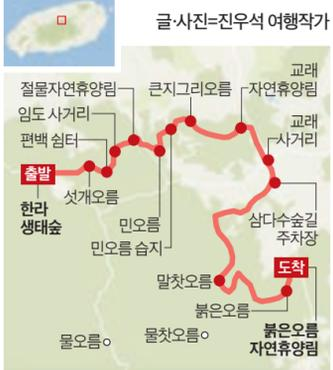 글·사진=진우석 여행작가
절물자연휴양림
큰지그리오름
교래
자연휴양림
임도 사거리
편백 쉼터
교래
사거리
출발
한라
생태숲
섯개오름
민오름
민오름 습지
삼다수숲길
주차장
말찻오름
도착
붉은오름
붉은오름
자연휴양림
물오름
물찻오름